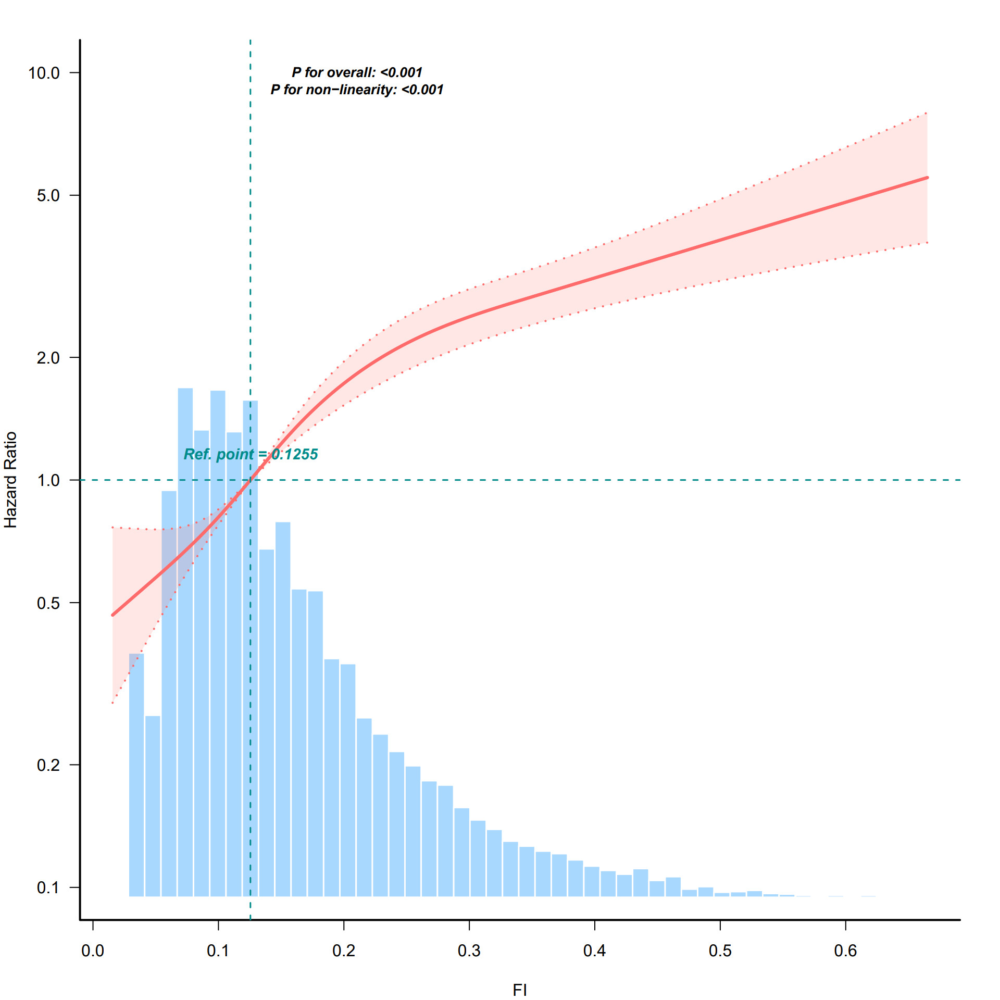 P for overall: <0.001
P for non−linearity: <0.001
10.0
5.0
2.0
1.0
0.5
0.2
0.1
Hazard Ratio
Ref. point = 0.1255
0.0 0.1 0.2 0.3 0.4 0.5 0.6
FI